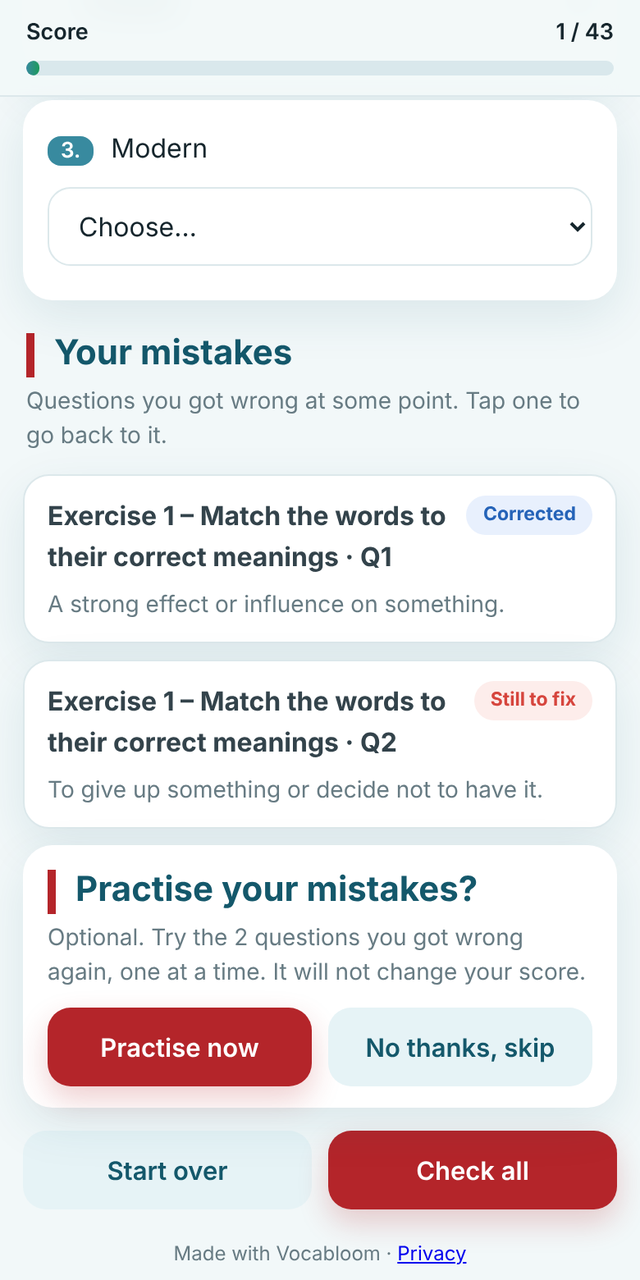 Score 1 / 43
3. Modern
Choose...
Your mistakes
Questions you got wrong at some point. Tap one to
go back to it.
Exercise 1 – Match the words to Corrected
their correct meanings · Q1
A strong effect or influence on something.
Exercise 1 – Match the words to Still to fix
their correct meanings · Q2
To give up something or decide not to have it.
Practise your mistakes?
Optional. Try the 2 questions you got wrong
again, one at a time. It will not change your score.
Practise now No thanks, skip
Start over Check all
Made with Vocabloom · Privacy